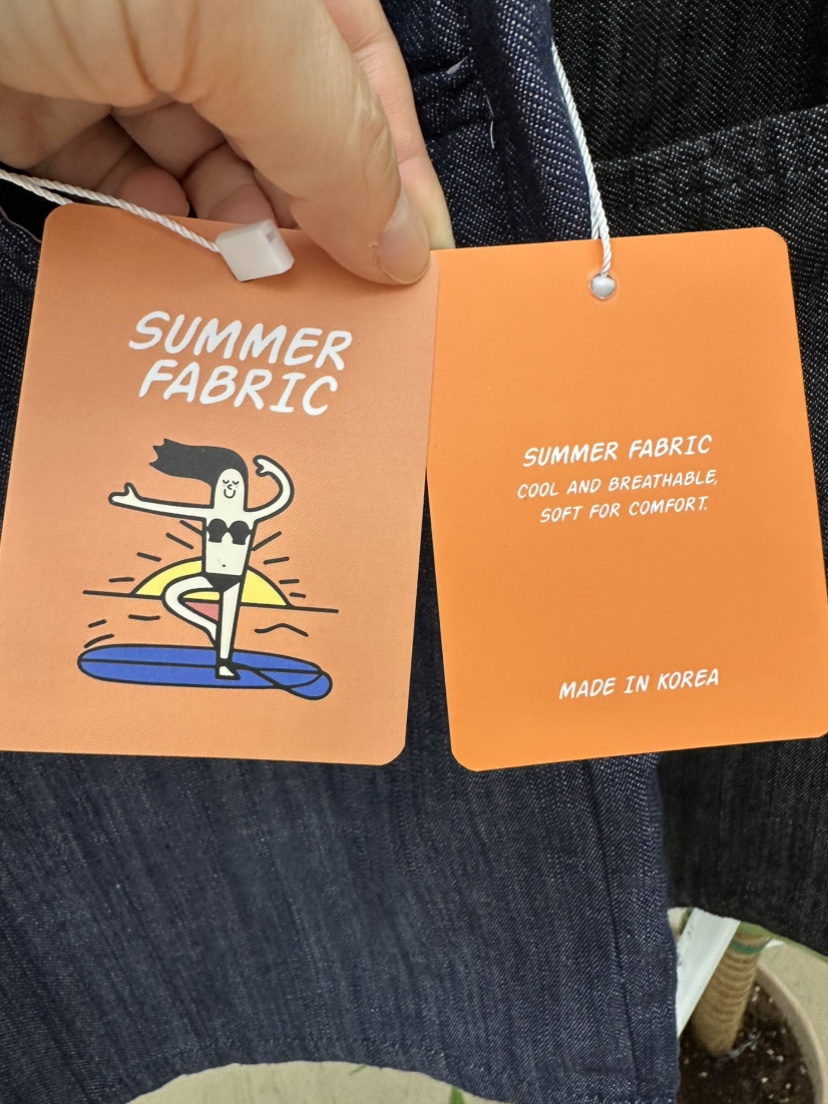 SUMMER
FABRIC
SUMMER FABRIC
COOL AND BREATHABLE,
SOFT FOR COMFORT.
MADE IN KOREA